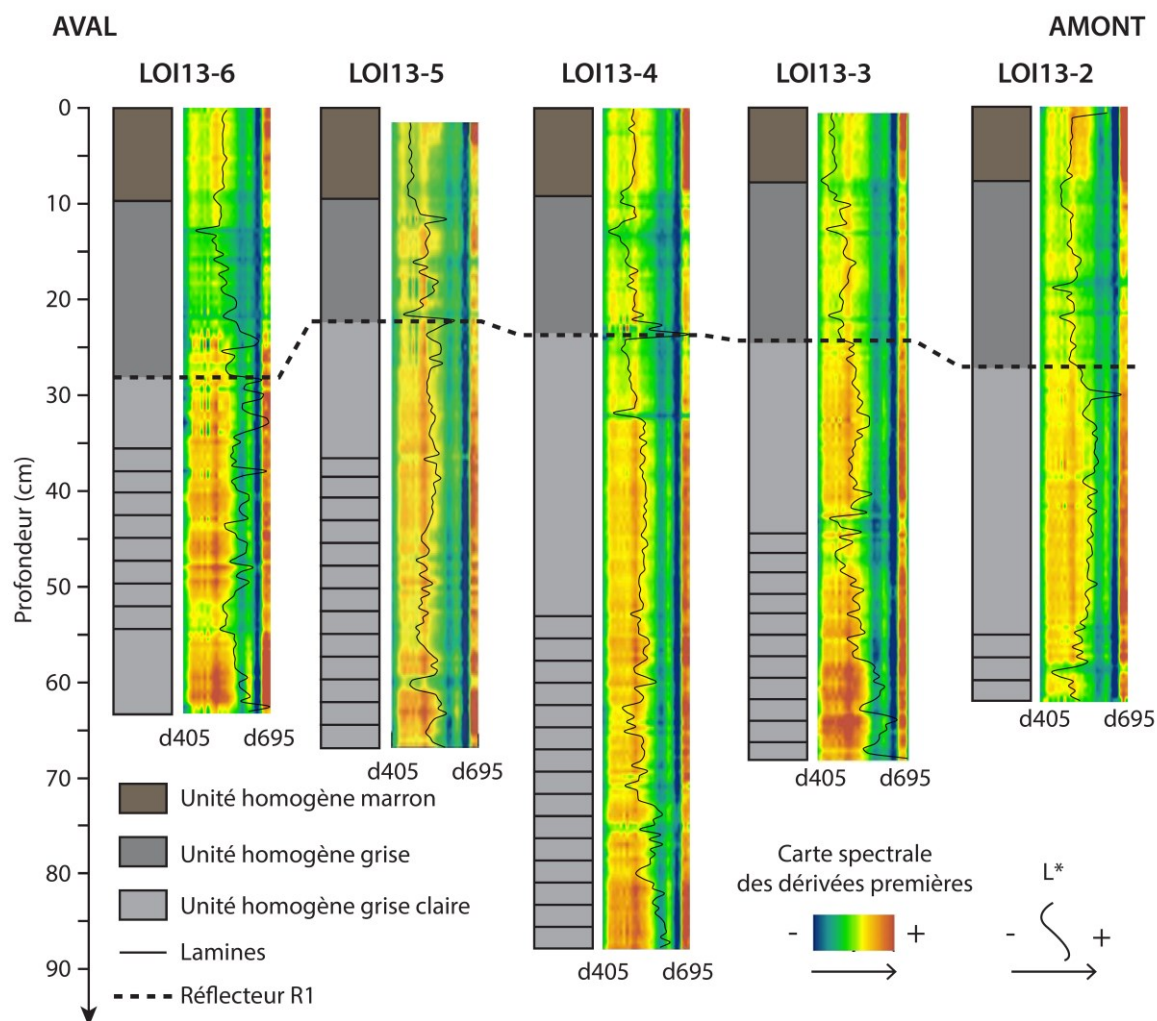 AVAL
AMONT
LOI13-6
LOI13-5
LOI13-4
LOI13-3
LOI13-2
0
10
20
30
40
50
60
70
80
90
Profondeur (cm)
d405
d695
d405
d695
d405
d695
d405
d695
d405
d695
Unité homogène marron
Unité homogène grise
Unité homogène grise claire
Lamines
Réflecteur R1
Carte spectrale
des dérivées premières
- +
L*
- +